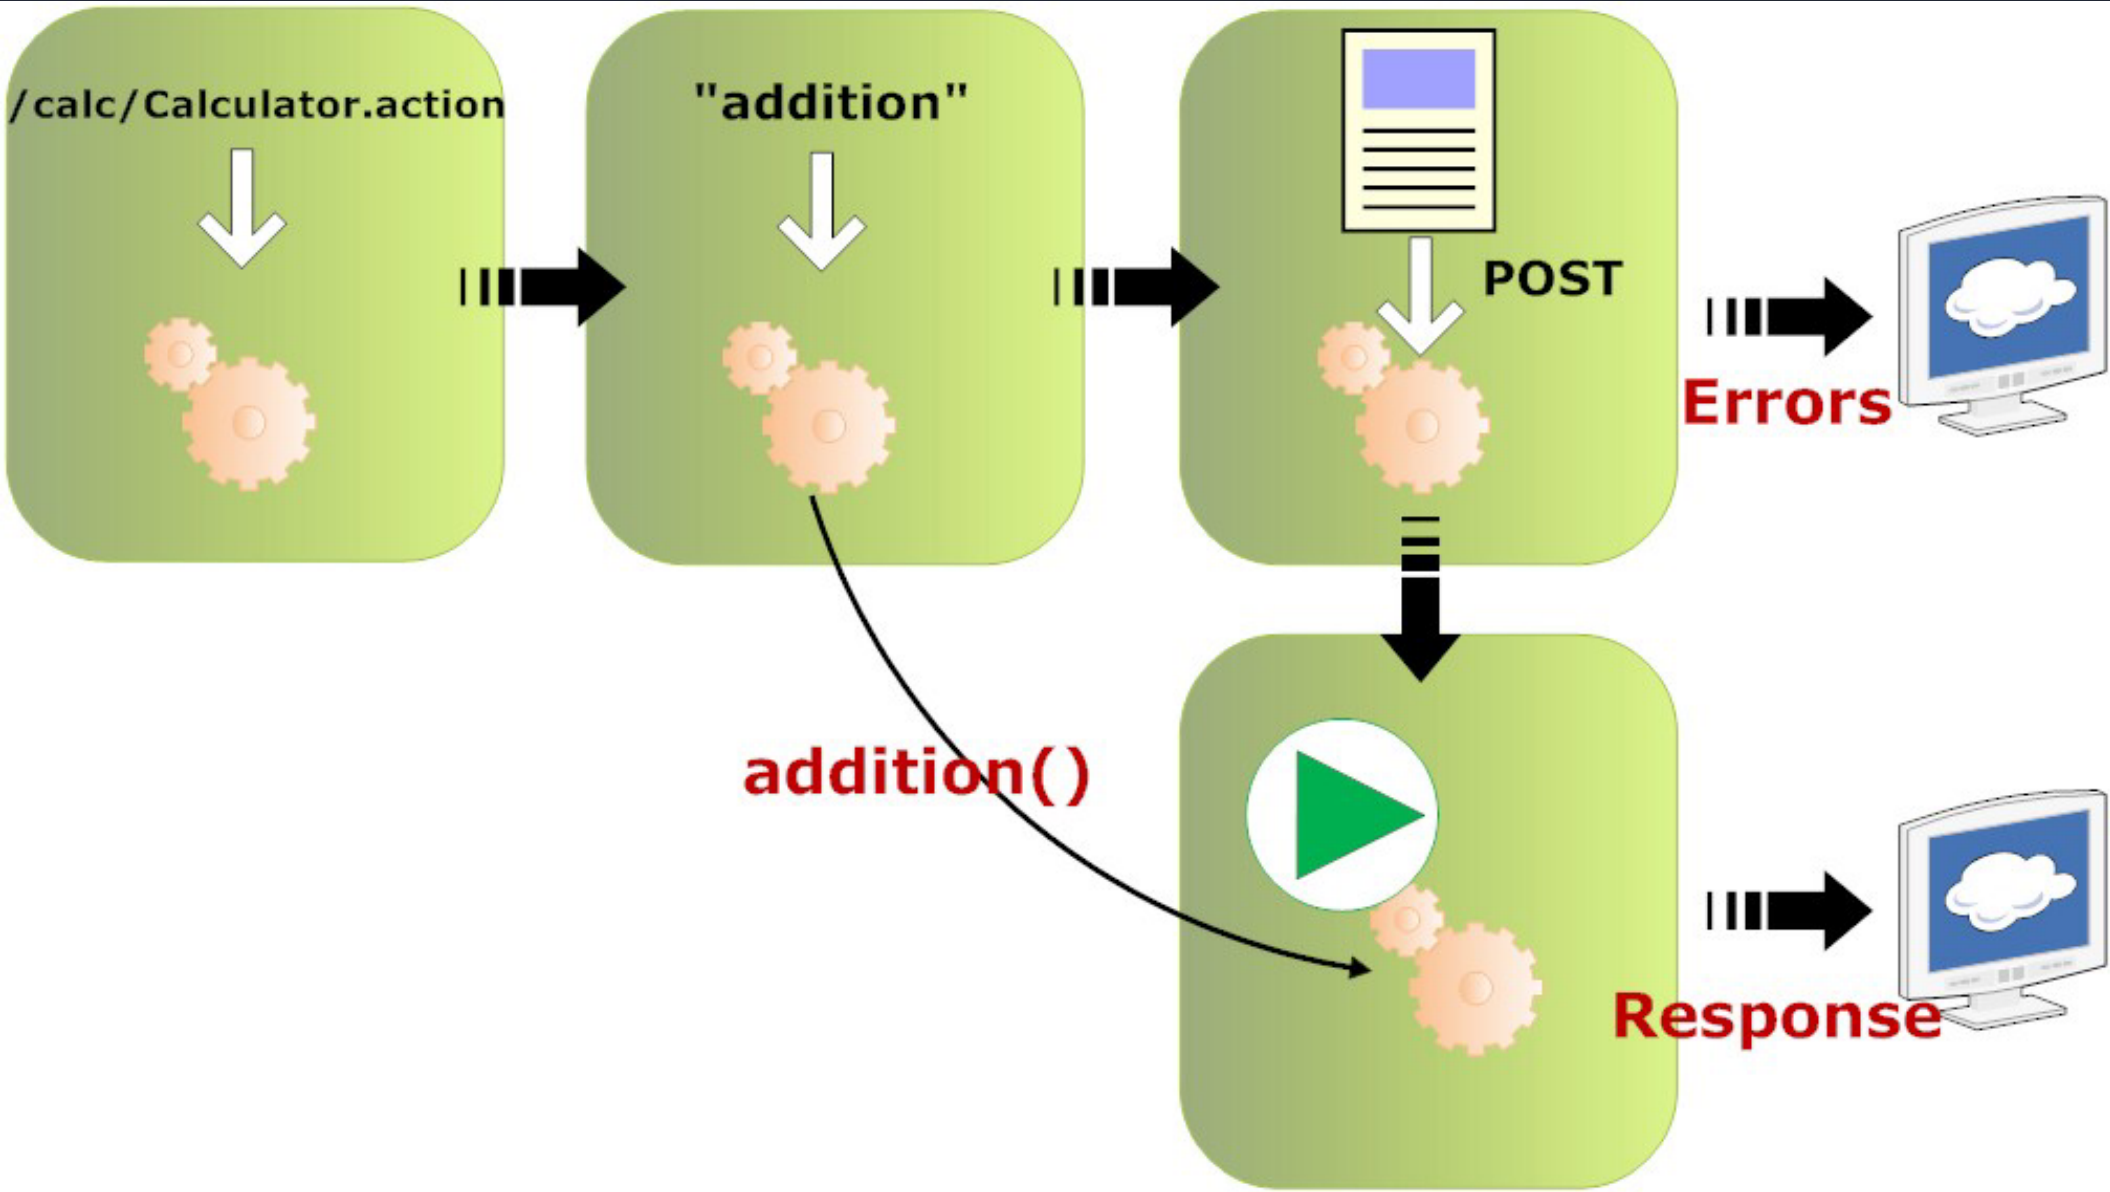 /calc/Calculator.action
"addition"
POST
Errors
addition()
Response